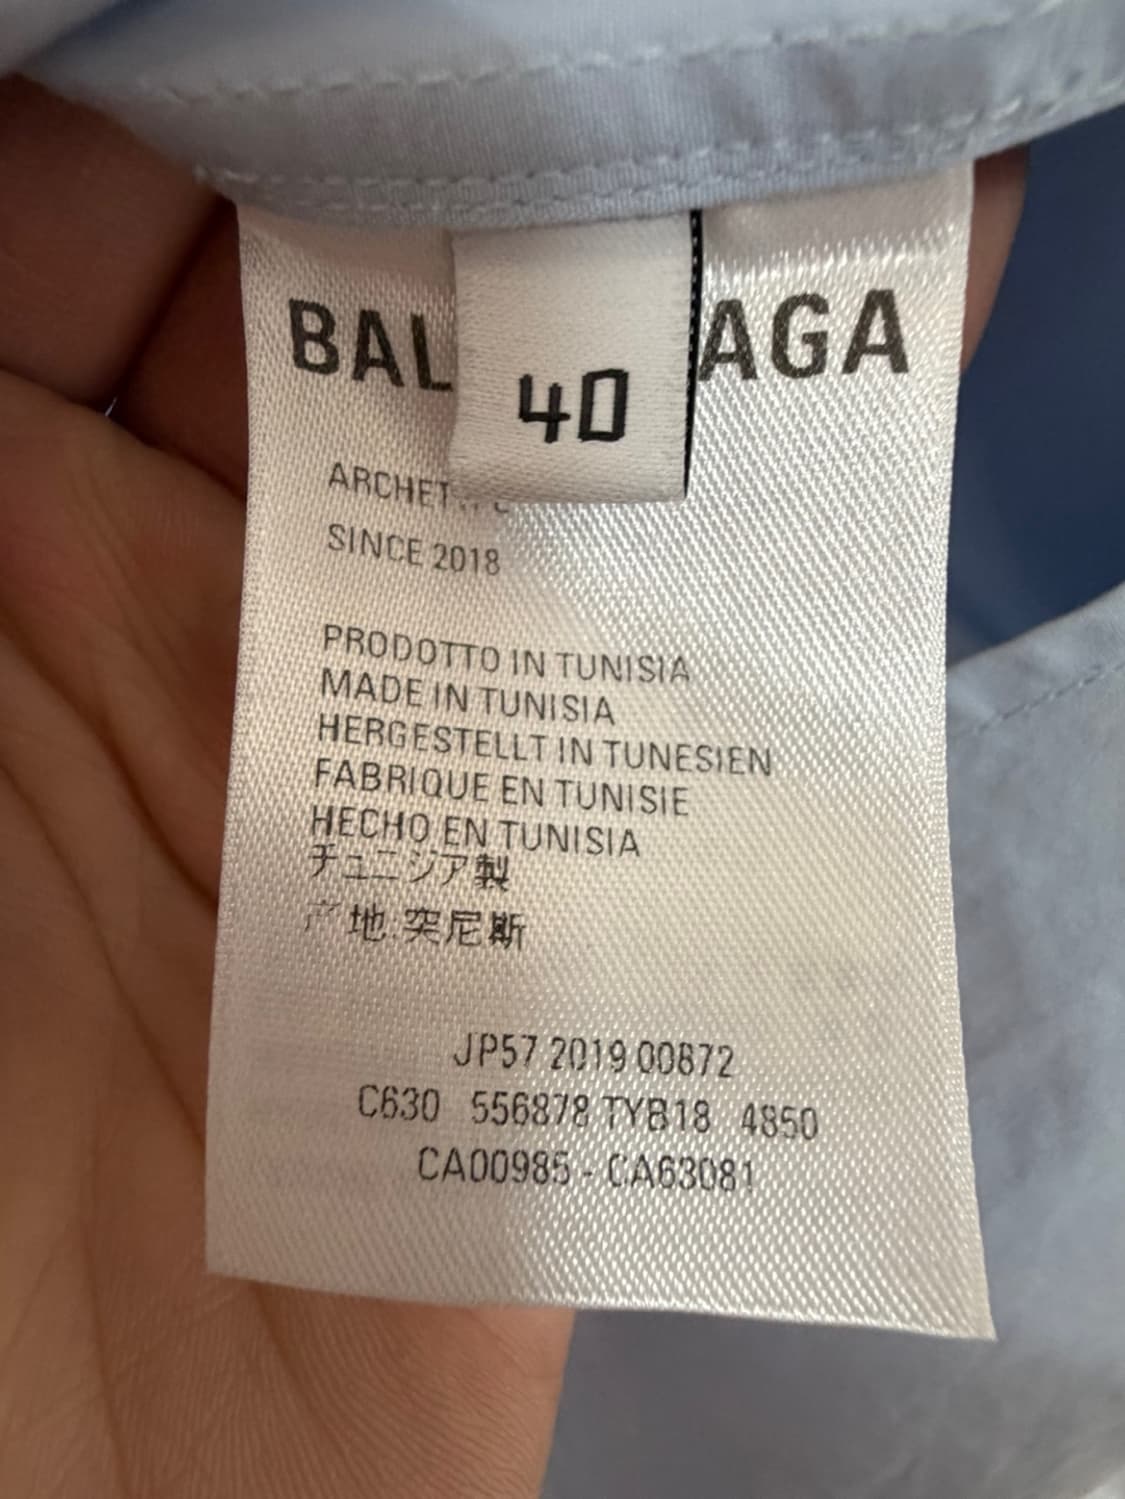 BAL AGA
40
SINCE 2018
PRODOTTO IN TUNISIA
MADE IN TUNISIA
HERGESTELLT IN TUNESIEN
FABRIQUE EN TUNISIE
HECHO EN TUNISIA
チュニジア製
产地:突尼斯
JP57 2019 00872
C630 556878 TYB18 4850
CA00985 - CA63081